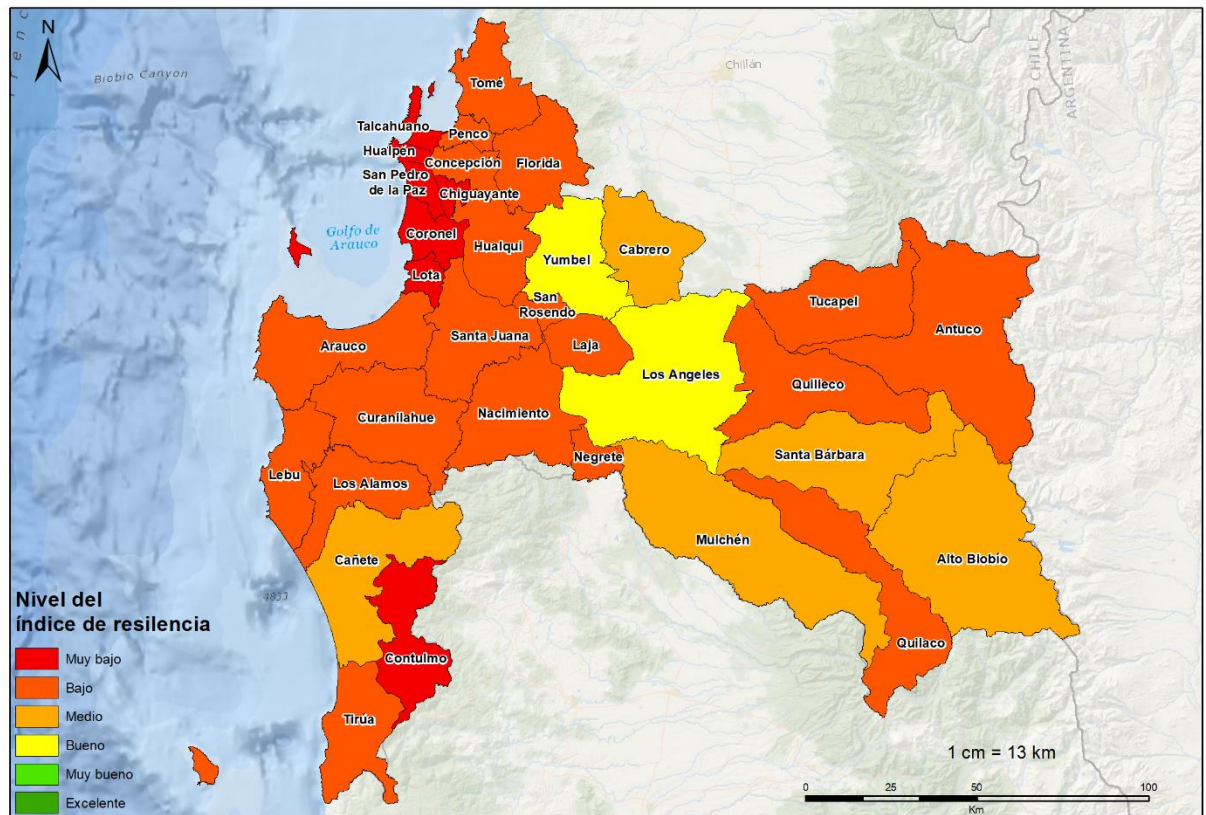 N
Biobio Canyon
Chillán
CHILE
ARGENTINA
Tomé
Talcahuano
Penco
Hualpén
Concepción
Florida
San Pedro
de la Paz
Chiguayante
Golfo de
Arauco
Coronel
Hualqui
Yumbel
Cabrero
Lota
San
Rosendo
Tucapel
Antuco
Arauco
Santa Juana
Laja
Los Angeles
Quilleco
Curanilahue
Nacimiento
Negrete
Santa Bárbara
Lebu
Los Alamos
Mulchén
Alto Biobío
Cañete
4833
Quilaco
Contulmo
Tirúa
Nivel del
índice de resilencia
Muy bajo
Bajo
Medio
Bueno
Muy bueno
Excelente
1 cm = 13 km
0 25 50 100
Km